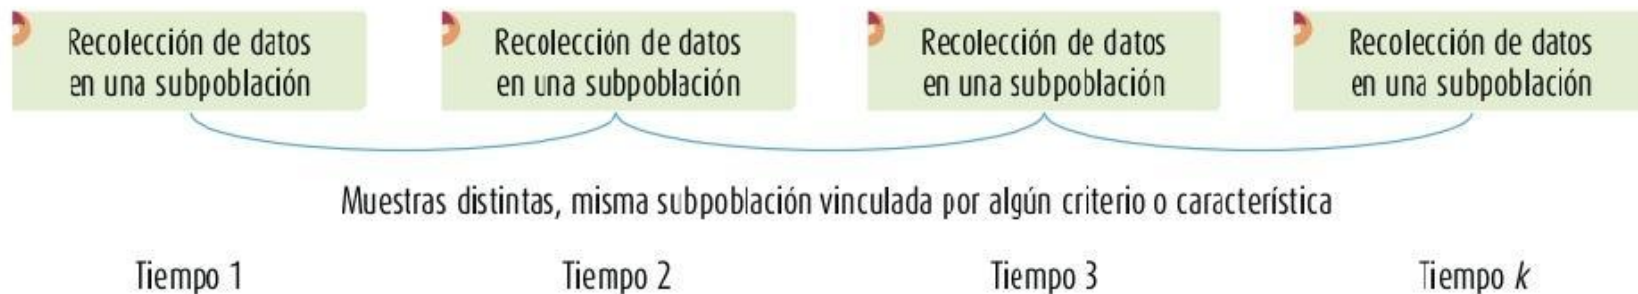 Recolección de datos
en una subpoblación
Recolección de datos
en una subpoblación
Recolección de datos
en una subpoblación
Recolección de datos
en una subpoblación
Muestras distintas, misma subpoblación vinculada por algún criterio o característica
Tiempo 1 Tiempo 2 Tiempo 3 Tiempo k